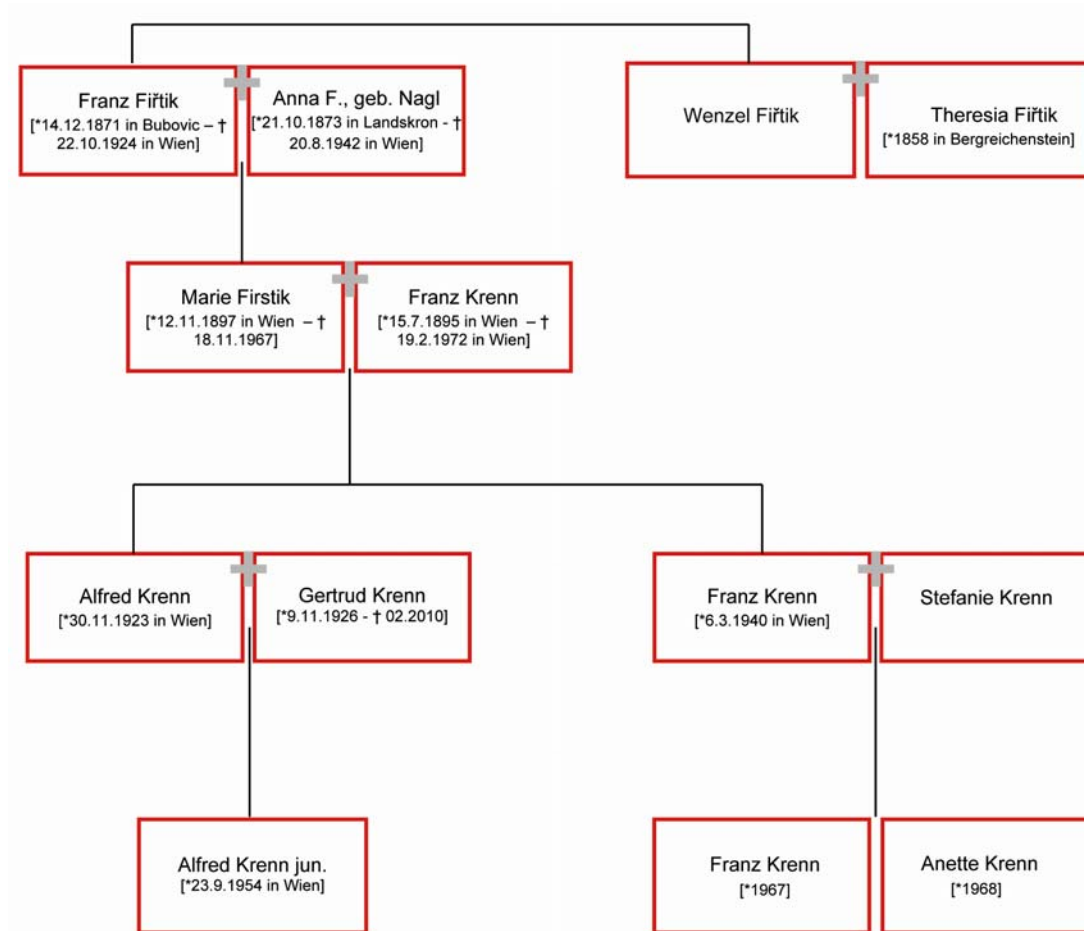 Franz Fiřtik
[*14.12.1871 in Bubovic – †
22.10.1924 in Wien]
Anna F., geb. Nagl
[*21.10.1873 in Landskron - †
20.8.1942 in Wien]
Wenzel Fiřtik
Theresia Fiřtik
[*1858 in Bergreichenstein]
Marie Firstik
[*12.11.1897 in Wien – †
18.11.1967]
Franz Krenn
[*15.7.1895 in Wien – †
19.2.1972 in Wien]
Alfred Krenn
[*30.11.1923 in Wien]
Gertrud Krenn
[*9.11.1926 - † 02.2010]
Franz Krenn
[*6.3.1940 in Wien]
Stefanie Krenn
Alfred Krenn jun.
[*23.9.1954 in Wien]
Franz Krenn
[*1967]
Anette Krenn
[*1968]